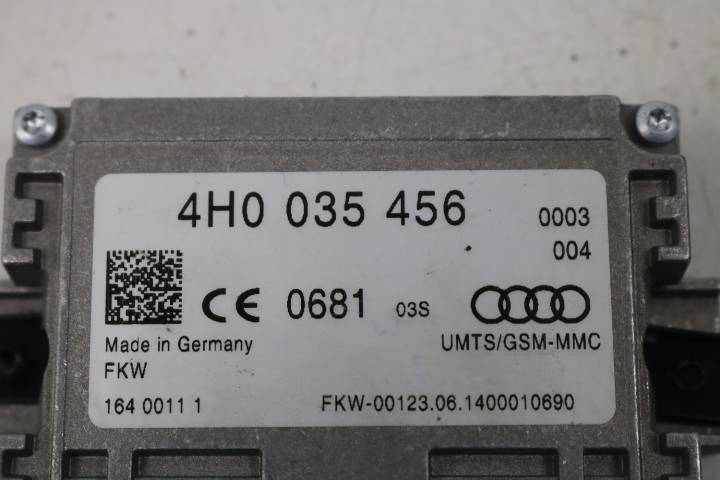 4H0 035 456 0003
004
CE 0681 03S
Made in Germany UMTS/GSM-MMC
FKW
164 0011 1 FKW-00123.06.1400010690